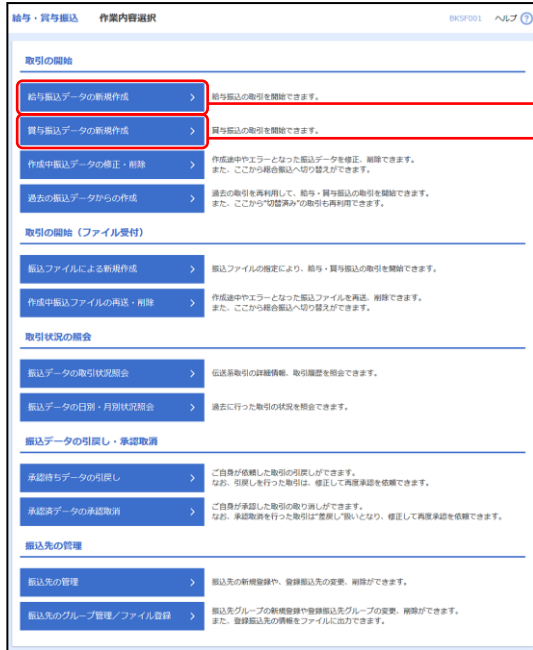 給与・賞与振込 作業内容選択 BKSF001 ヘルプ ?
取引の開始
給与振込データの新規作成 > 給与振込の取引を開始できます。
賞与振込データの新規作成 > 賞与振込の取引を開始できます。
作成中振込データの修正・削除 > 作成途中やエラーとなった振込データを修正、削除できます。
また、ここから総合振込へ切り替えができます。
過去の振込データからの作成 > 過去の取引を再利用して、給与・賞与振込の取引を開始できます。
また、ここから"切替済み"の取引も再利用できます。
取引の開始（ファイル受付）
振込ファイルによる新規作成 > 振込ファイルの指定により、給与・賞与振込の取引を開始できます。
作成中振込ファイルの再送・削除 > 作成途中やエラーとなった振込ファイルを再送、削除できます。
また、ここから総合振込へ切り替えができます。
取引状況の照会
振込データの取引状況照会 > 伝送系取引の詳細情報、取引履歴を照会できます。
振込データの日別・月別状況照会 > 過去に行った取引の状況を照会できます。
振込データの引戻し・承認取消
承認待ちデータの引戻し > ご自身が依頼した取引の引戻しができます。
なお、引戻しを行った取引は、修正して再度承認を依頼できます。
承認済データの承認取消 > ご自身が承認した取引の取り消しができます。
なお、承認取消を行った取引は"差戻し"扱いとなり、修正して再度承認を依頼できます。
振込先の管理
振込先の管理 > 振込先の新規登録や、登録振込先の変更、削除ができます。
振込先のグループ管理／ファイル登録 > 振込先グループの新規登録や登録振込先グループの変更、削除ができます。
また、登録振込先の情報をファイルに出力できます。